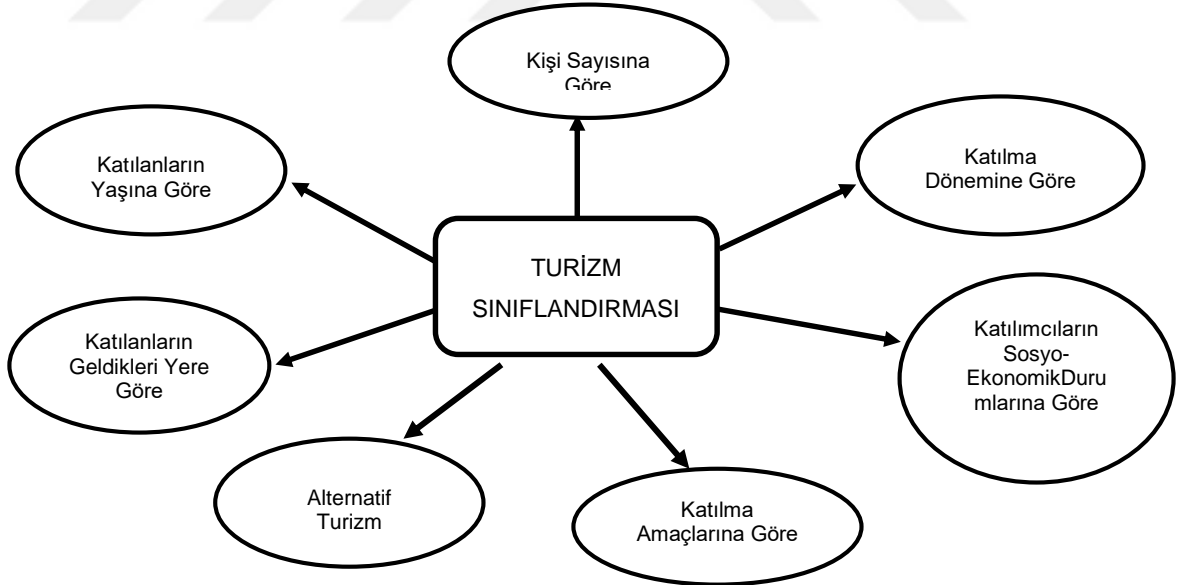 Kişi Sayısına
Göre
Katılanların
Yaşına Göre
Katılma
Dönemine Göre
TURİZM
SINIFLANDIRMASI
Katılanların
Geldikleri Yere
Göre
Katılımcıların
Sosyo-
EkonomikDuru
mlarına Göre
Alternatif
Turizm
Katılma
Amaçlarına Göre